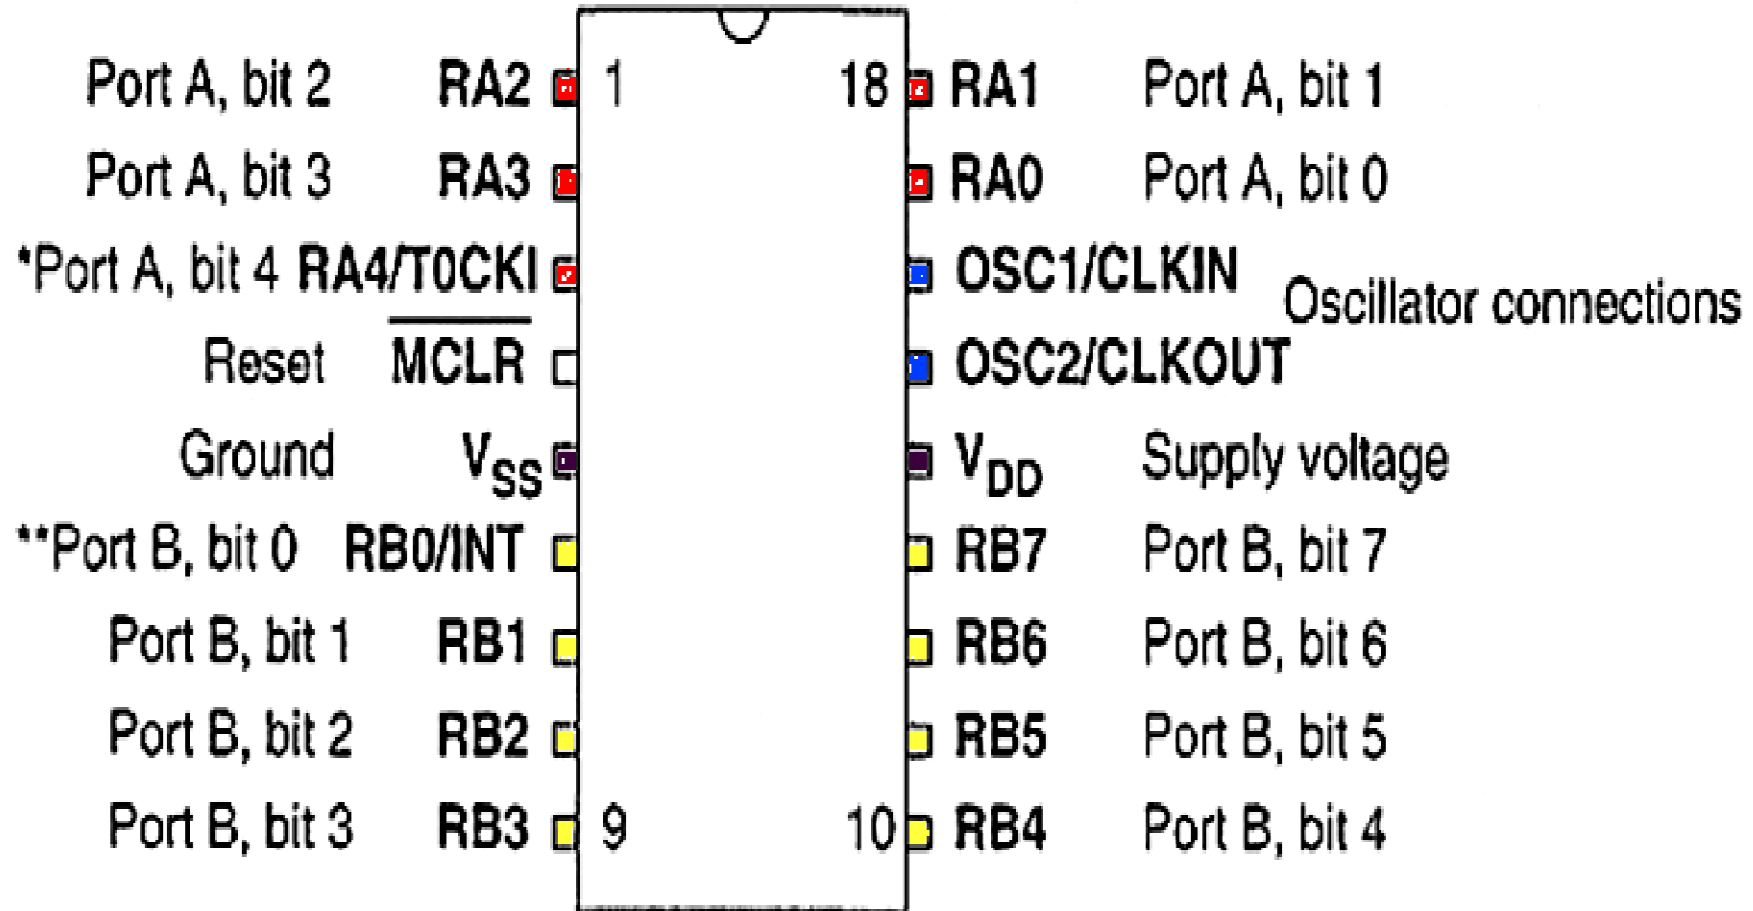 Port A, bit 2 RA2 1 18 RA1 Port A, bit 1
Port A, bit 3 RA3 RA0 Port A, bit 0
*Port A, bit 4 RA4/T0CKI OSC1/CLKIN
Oscillator connections
Reset MCLR OSC2/CLKOUT
Ground VSS VDD Supply voltage
**Port B, bit 0 RB0/INT RB7 Port B, bit 7
Port B, bit 1 RB1 RB6 Port B, bit 6
Port B, bit 2 RB2 RB5 Port B, bit 5
Port B, bit 3 RB3 9 10 RB4 Port B, bit 4